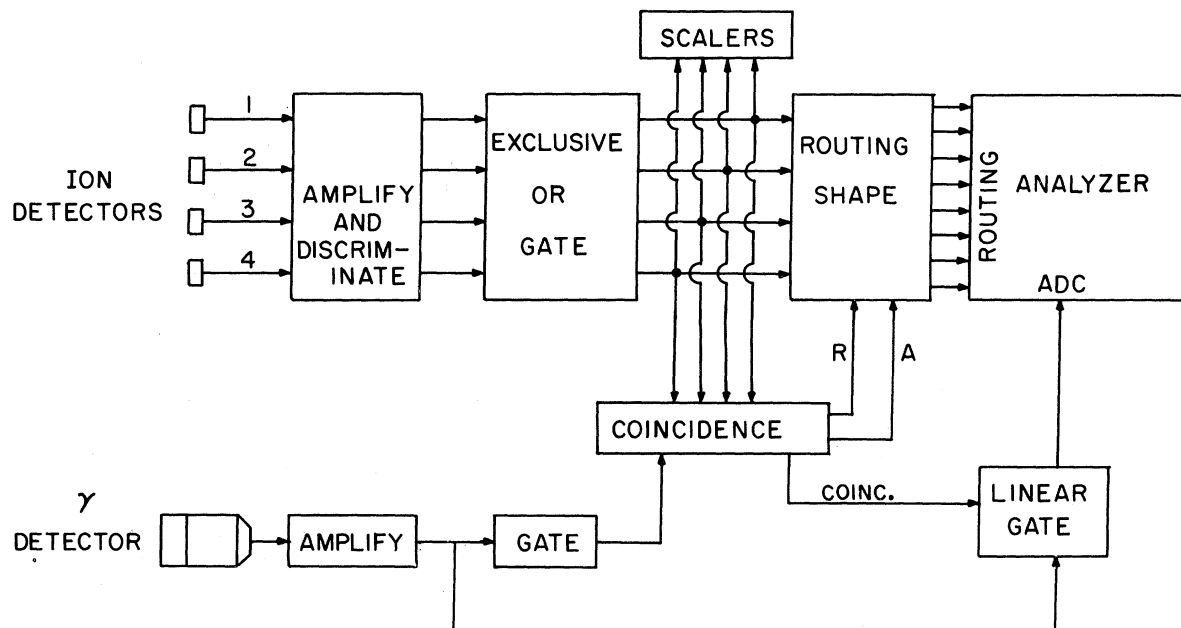 SCALERS
ION
DETECTORS
1
2
3
4
AMPLIFY
AND
DISCRIM-
INATE
EXCLUSIVE
OR
GATE
ROUTING
SHAPE
ROUTING
ANALYZER
ADC
R
A
COINCIDENCE
COINC.
LINEAR
GATE
γ
DETECTOR
AMPLIFY
GATE